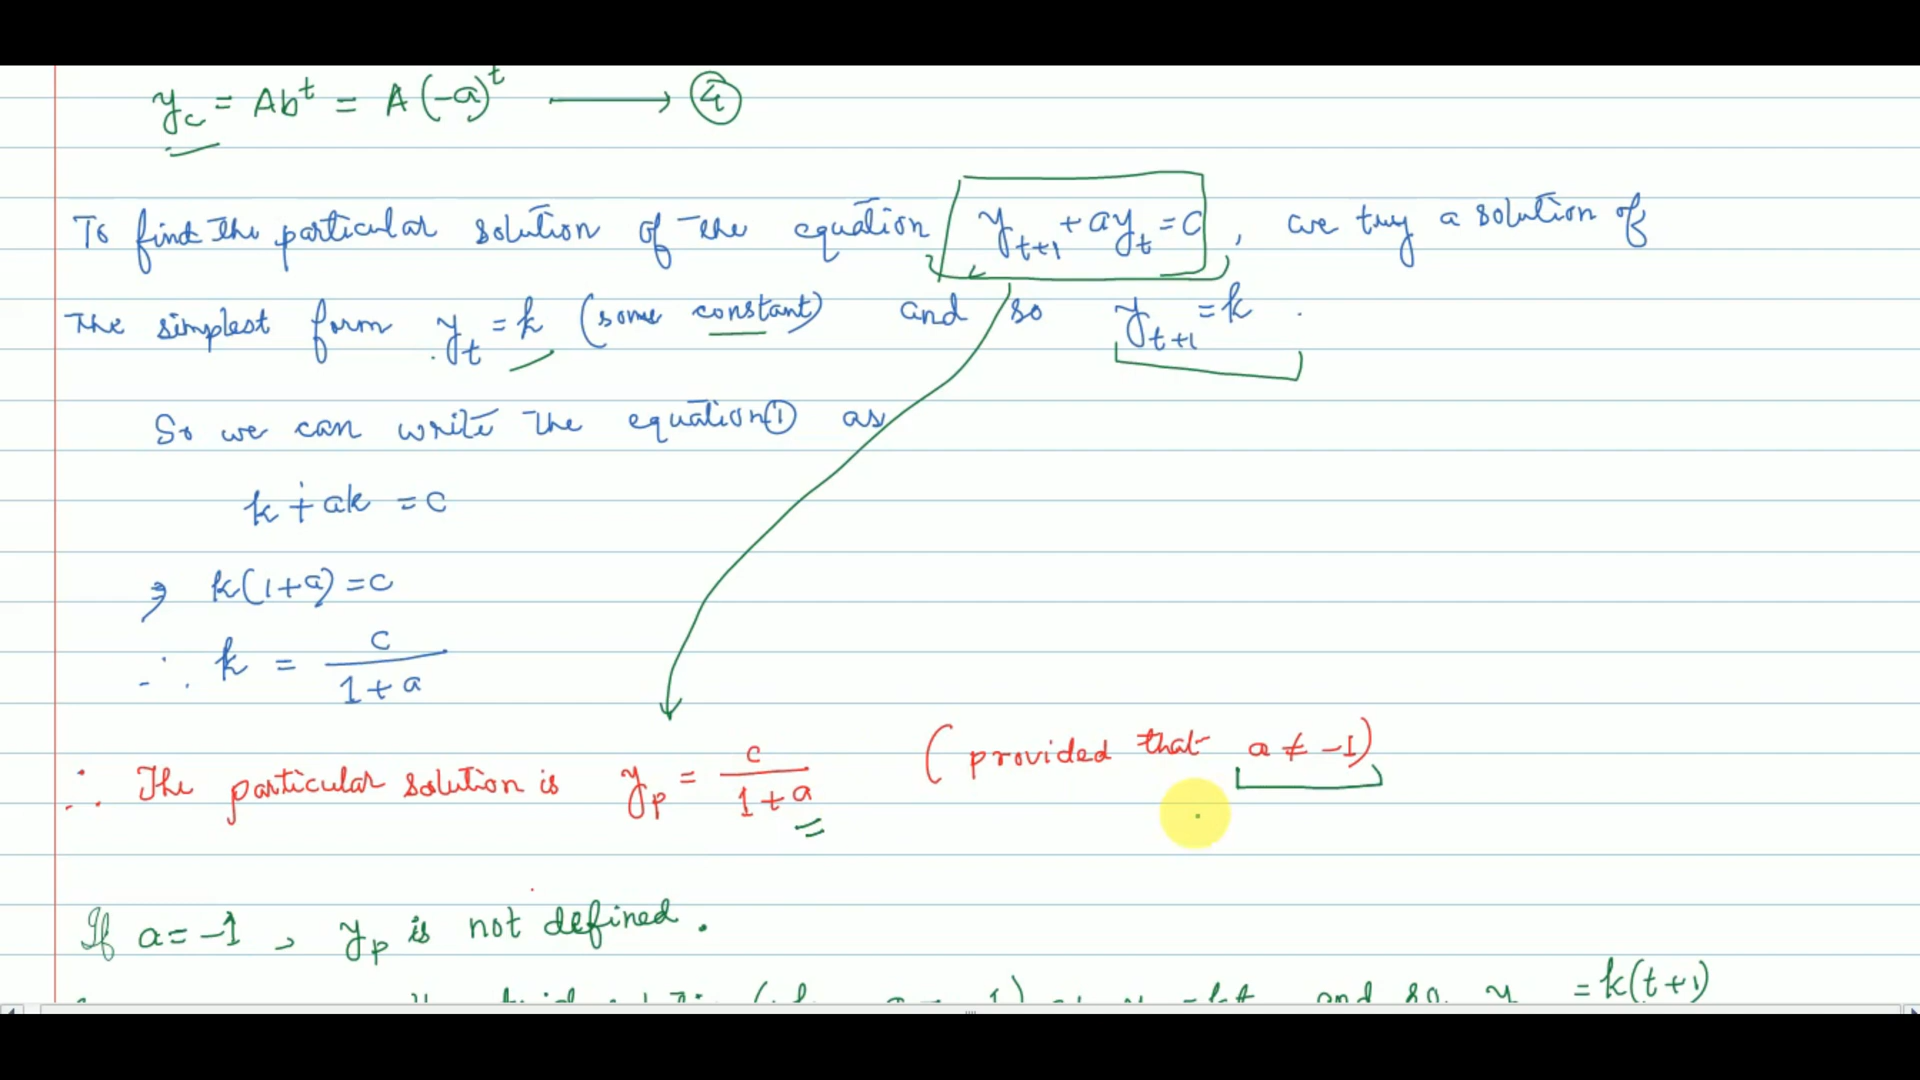 y_c = Ab^t = A(-a)^t ⟶ ④
To find the particular solution of the equation y_{t+1} + ay_t = c, we try a solution of
the simplest form y_t = k (some constant) and so y_{t+1} = k.
So we can write the equation ① as
k + ak = c
⇒ k(1+a) = c
∴ k = c/(1+a)
∴ The particular solution is y_p = c/(1+a) (provided that a ≠ -1)
If a = -1, y_p is not defined.
and so = k(t+1)